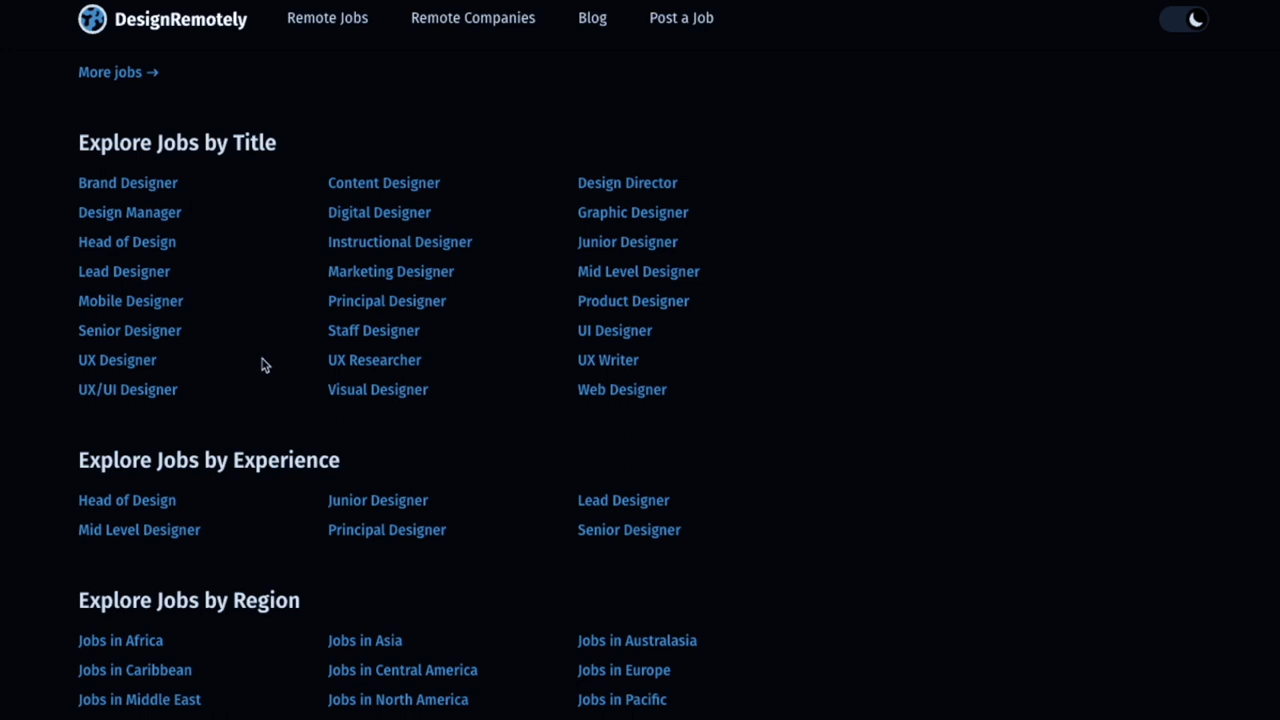 DesignRemotely Remote Jobs Remote Companies Blog Post a Job
More jobs →
Explore Jobs by Title
Brand Designer Content Designer Design Director
Design Manager Digital Designer Graphic Designer
Head of Design Instructional Designer Junior Designer
Lead Designer Marketing Designer Mid Level Designer
Mobile Designer Principal Designer Product Designer
Senior Designer Staff Designer UI Designer
UX Designer UX Researcher UX Writer
UX/UI Designer Visual Designer Web Designer
Explore Jobs by Experience
Head of Design Junior Designer Lead Designer
Mid Level Designer Principal Designer Senior Designer
Explore Jobs by Region
Jobs in Africa Jobs in Asia Jobs in Australasia
Jobs in Caribbean Jobs in Central America Jobs in Europe
Jobs in Middle East Jobs in North America Jobs in Pacific